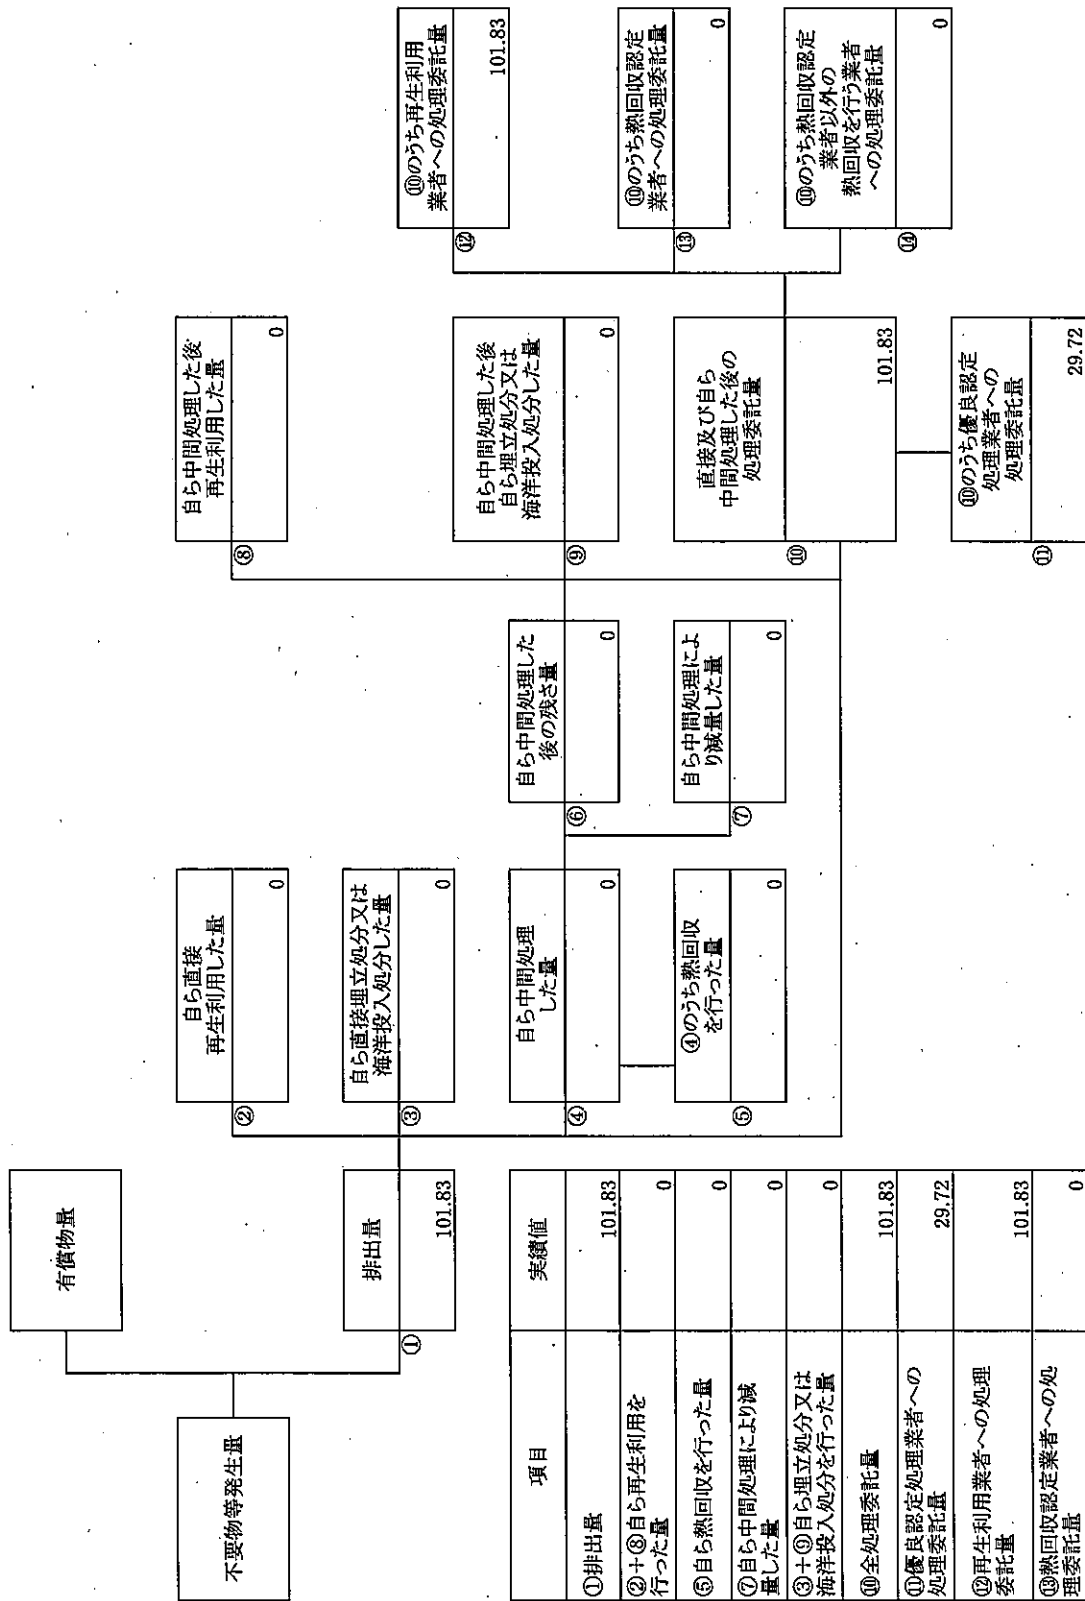 不要物等発生量
有償物量
排出量
①
101.83
自ら直接
再生利用した量
②
0
自ら直接埋立処分又は
海洋投入処分した量
③
0
自ら中間処理
した量
④
0
④のうち熱回収
を行った量
⑤
0
自ら中間処理した
後の残さ量
⑥
0
自ら中間処理によ
り減量した量
⑦
0
自ら中間処理した後
再生利用した量
⑧
0
自ら中間処理した後
自ら埋立処分又は
海洋投入処分した量
⑨
0
直接及び自ら
中間処理した後の
処理委託量
⑩
101.83
⑩のうち優良認定
処理業者への
処理委託量
⑪
29.72
⑩のうち再生利用
業者への処理委託量
⑫
101.83
⑩のうち熱回収認定
業者への処理委託量
⑬
0
⑩のうち熱回収認定
業者以外の
熱回収を行う業者
への処理委託量
⑭
0
項目
実績値
①排出量
101.83
②＋⑧自ら再生利用を
行った量
0
⑤自ら熱回収を行った量
0
⑦自ら中間処理により減
量した量
0
③＋⑨自ら埋立処分又は
海洋投入処分を行った量
0
⑩全処理委託量
101.83
⑪優良認定処理業者への
処理委託量
29.72
⑫再生利用業者への処理
委託量
101.83
⑬熱回収認定業者への処
理委託量
0